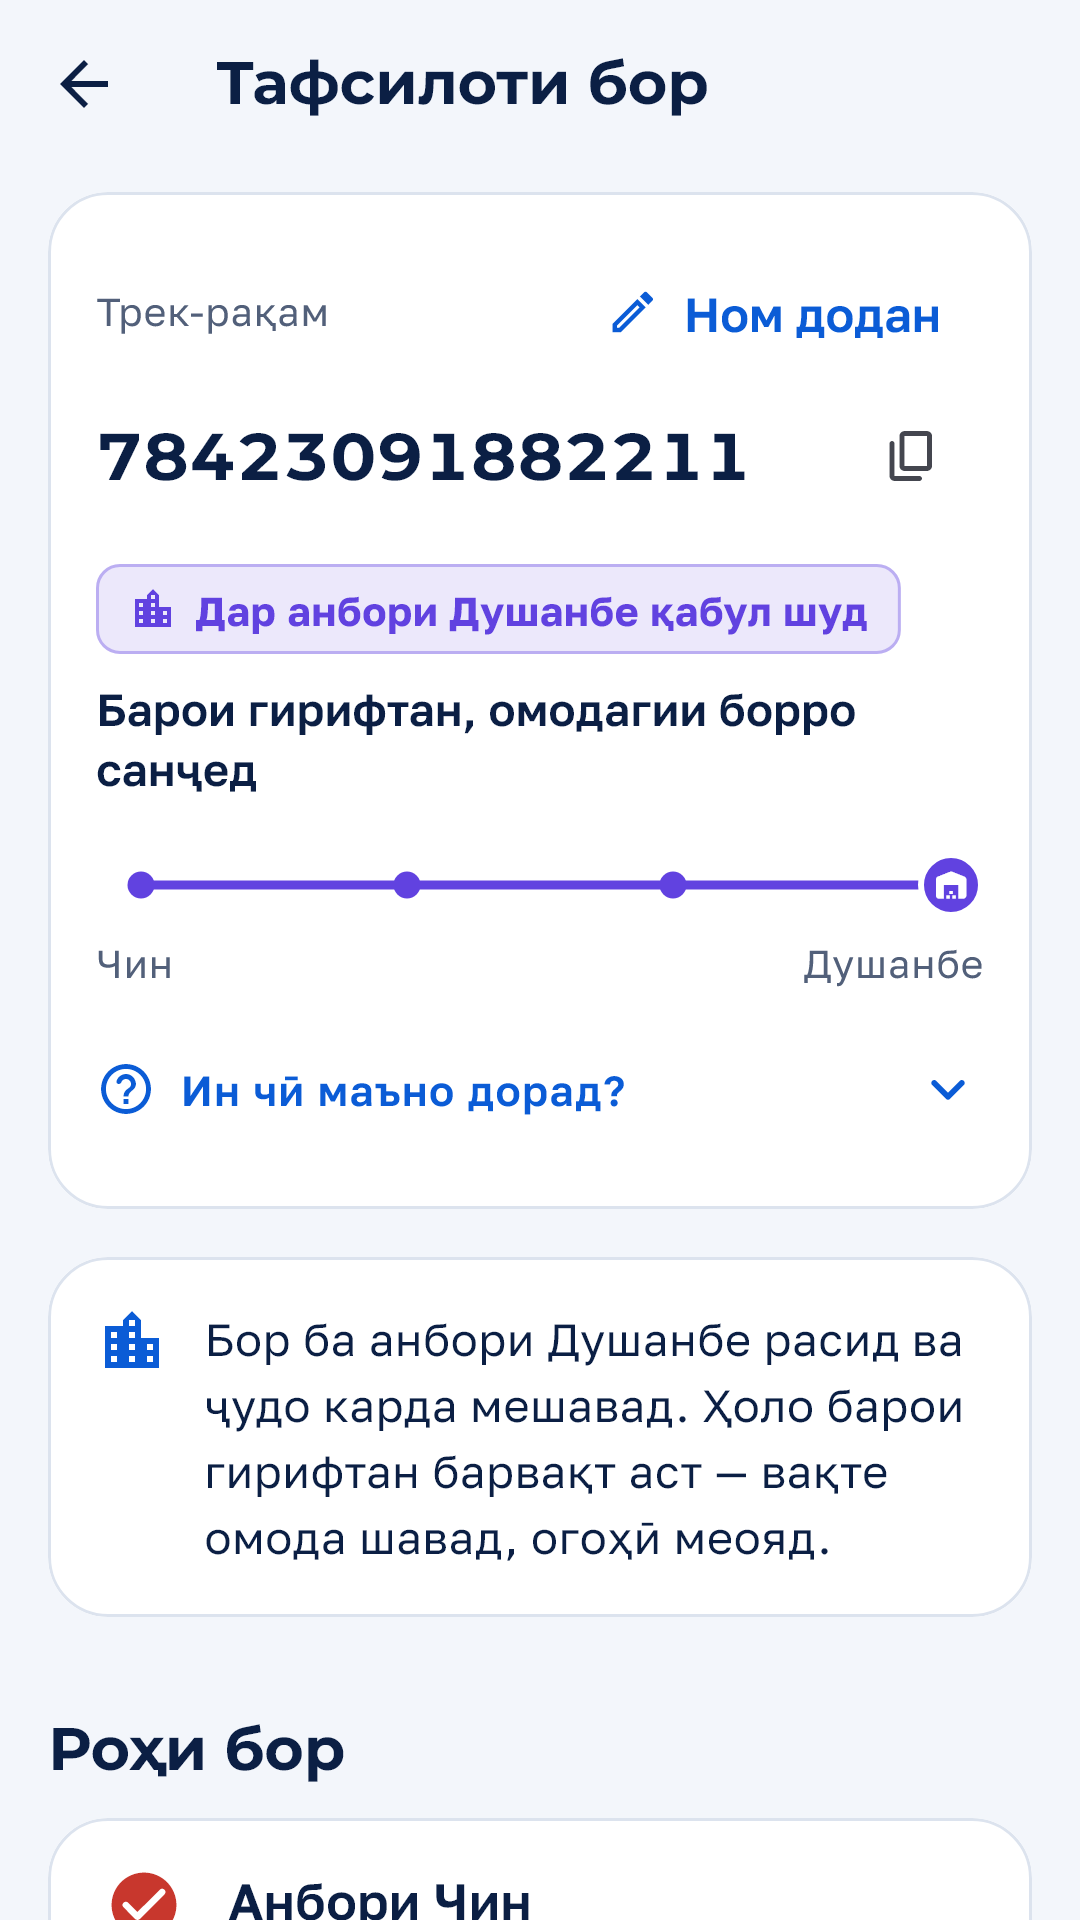 Тафсилоти бор
Трек-рақам
Ном додан
78423091882211
Дар анбори Душанбе қабул шуд
Барои гирифтан, омодагии борро
санҷед
Чин
Душанбе
Ин чӣ маъно дорад?
Бор ба анбори Душанбе расид ва
ҷудо карда мешавад. Ҳоло барои
гирифтан барвақт аст — вақте
омода шавад, огоҳӣ меояд.
Роҳи бор
Анбори Чин